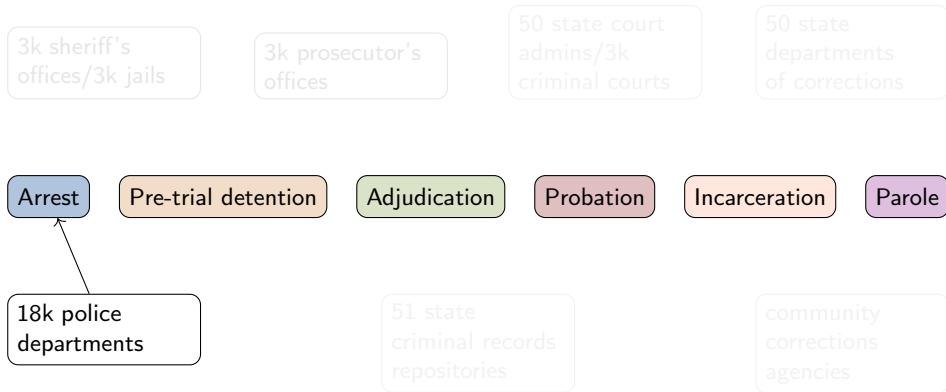 3k sheriff's
offices/3k jails
3k prosecutor's
offices
50 state court
admins/3k
criminal courts
50 state
departments
of corrections
Arrest
Pre-trial detention
Adjudication
Probation
Incarceration
Parole
18k police
departments
51 state
criminal records
repositories
community
corrections
agencies